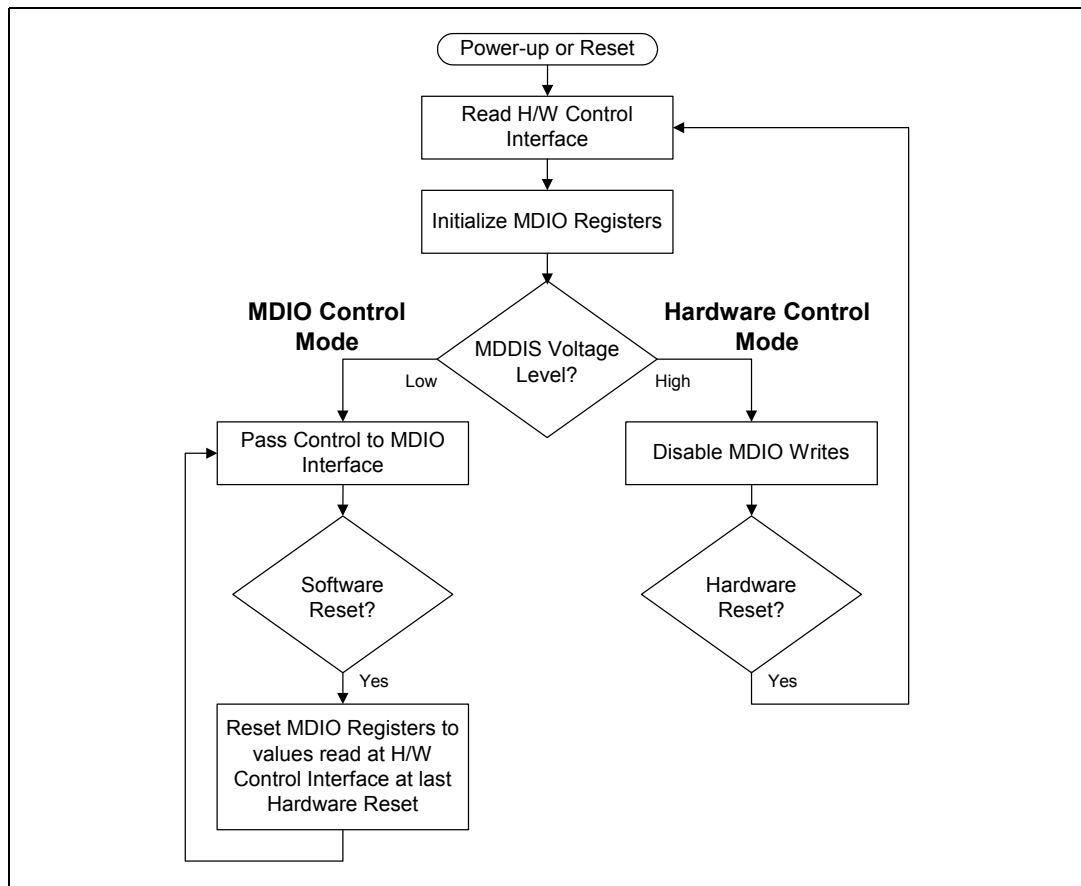 Power-up or Reset
Read H/W Control
Interface
Initialize MDIO Registers
MDIO Control
Mode
Hardware Control
Mode
MDDIS Voltage
Level?
Low
High
Pass Control to MDIO
Interface
Disable MDIO Writes
Software
Reset?
Hardware
Reset?
Yes
Yes
Reset MDIO Registers to
values read at H/W
Control Interface at last
Hardware Reset